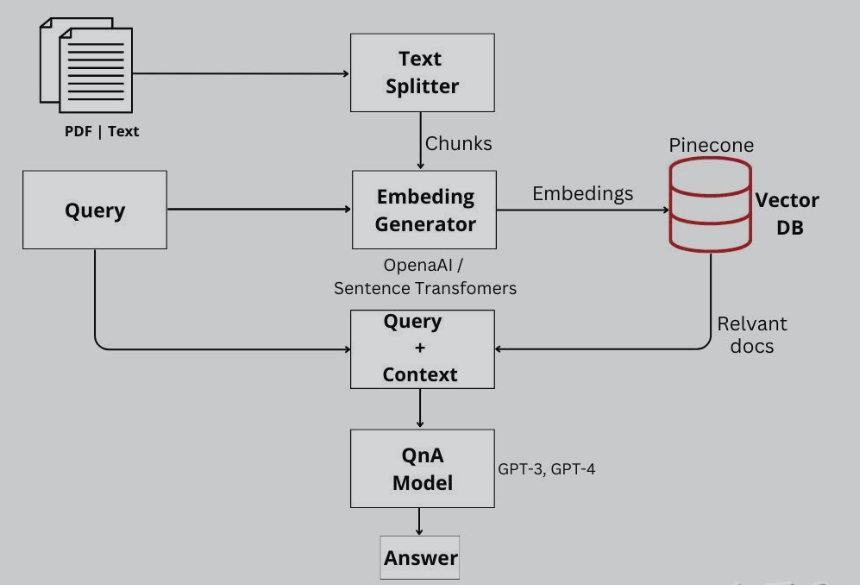 Text
Splitter
PDF | Text
Chunks
Pinecone
Query
Embeding
Generator
Embedings
Vector
DB
OpenaAI /
Sentence Transfomers
Query
+
Context
Relvant
docs
QnA
Model
GPT-3, GPT-4
Answer